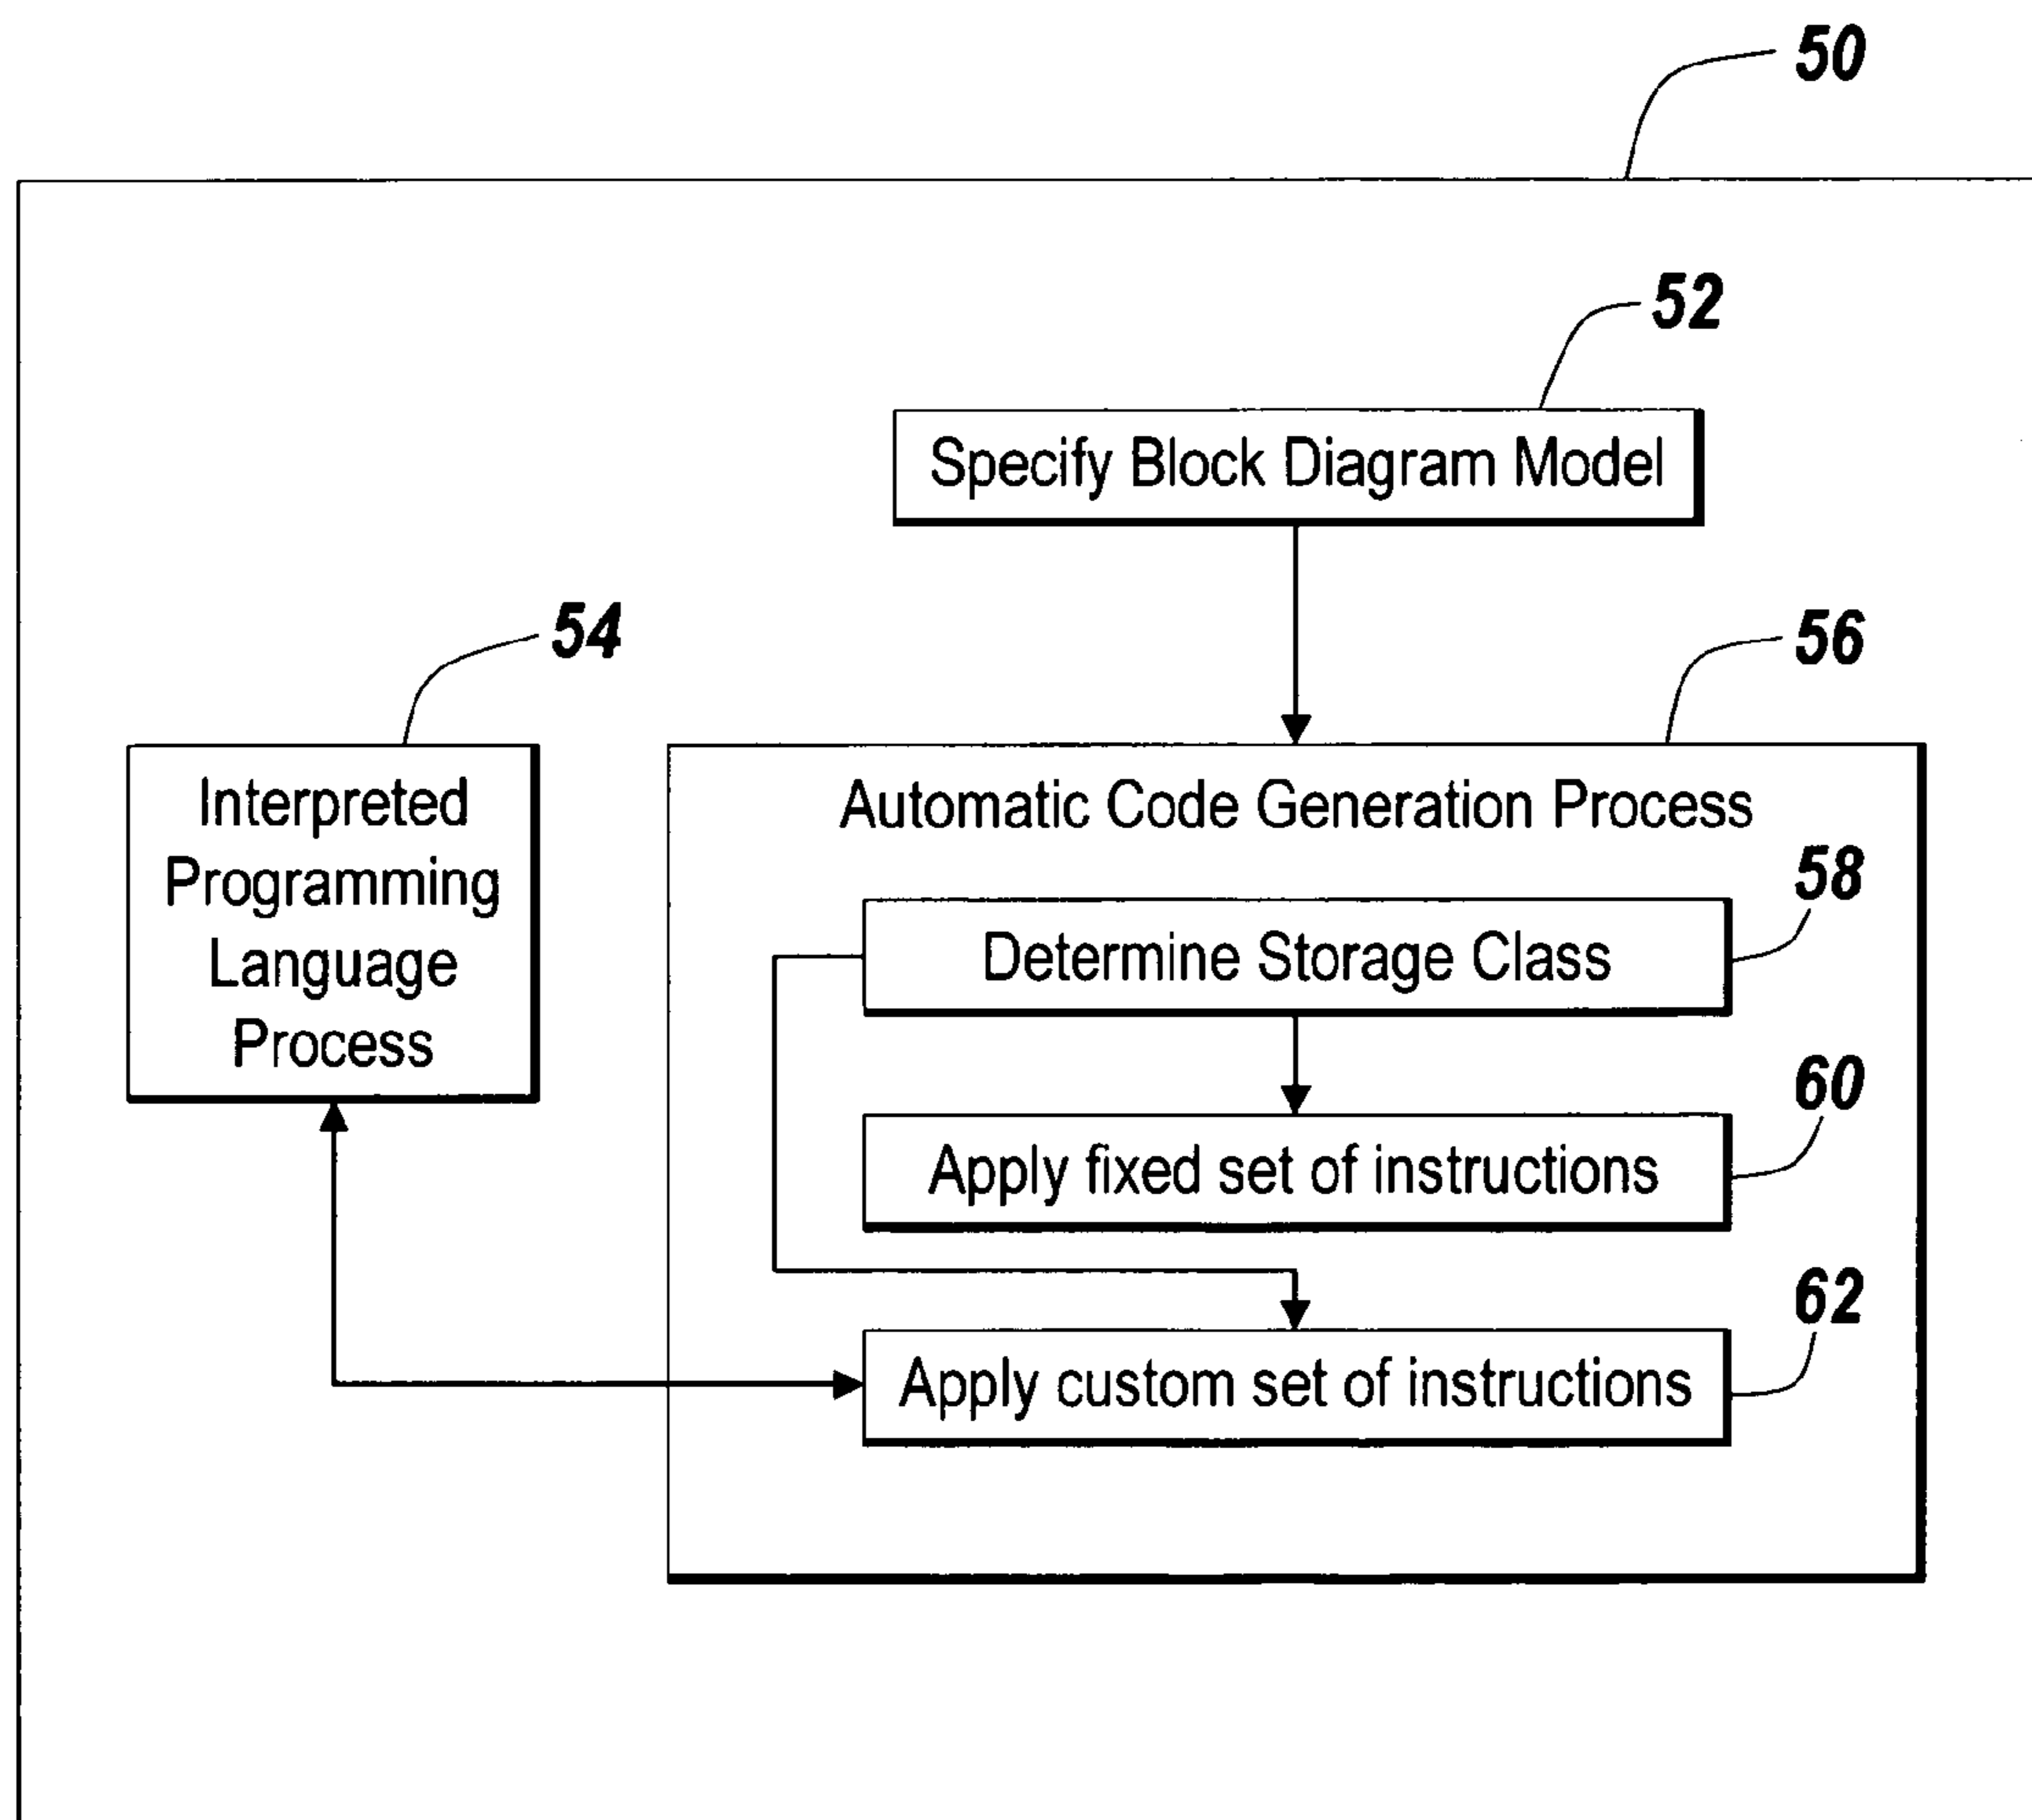 50
52
Specify Block Diagram Model
54
56
Interpreted
Programming
Language
Process
Automatic Code Generation Process
58
Determine Storage Class
60
Apply fixed set of instructions
62
Apply custom set of instructions